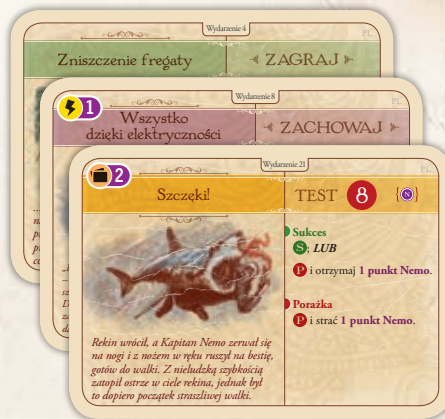 Wydarzenie 4
PL
Zniszczenie fregaty
ZAGRAJ
Wydarzenie 8
PL
1
Wszystko
dzięki elektryczności
ZACHOWAJ
Wydarzenie 21
PL
2
Szczęki!
TEST 8 {N}
Sukces
S; LUB
P i otrzymaj 1 punkt Nemo.
Porażka
P i strać 1 punkt Nemo.
Rekin wrócił, a Kapitan Nemo zerwał się
na nogi i z nożem w ręku ruszył na bestię,
gotów do walki. Z nieludzką szybkością
zatopił ostrze w ciele rekina, jednak był
to dopiero początek straszliwej walki.